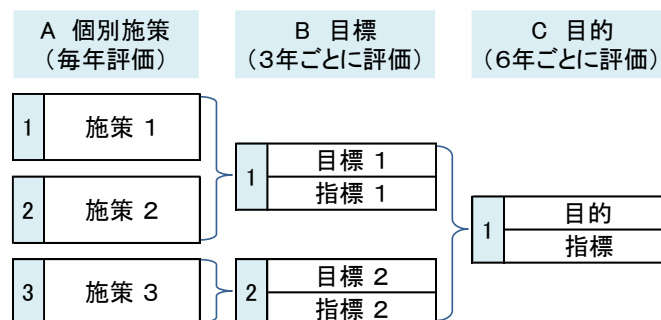 A 個別施策
（毎年評価）
B 目標
（3年ごとに評価）
C 目的
（6年ごとに評価）
1
施策 1
2
施策 2
3
施策 3
1
目標 1
指標 1
2
目標 2
指標 2
1
目的
指標